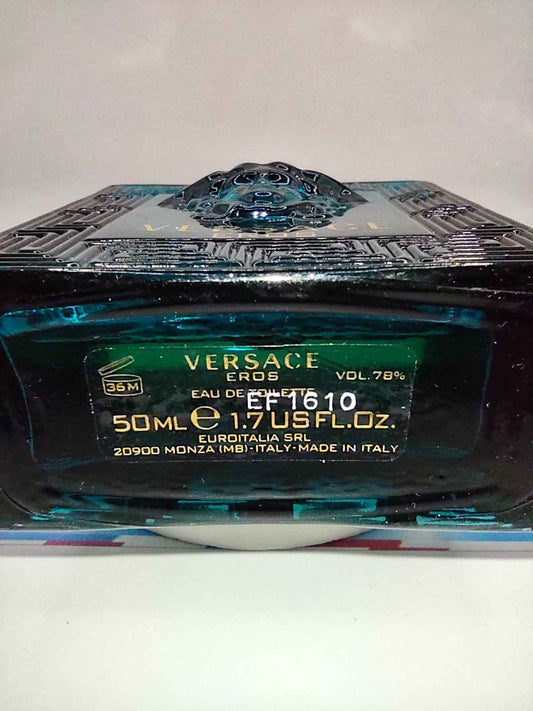 VERSACE
VERSACE
EROS VOL.78%
36M
EAU DE TOILETTE
EF1610
50ML e 1.7 US FL.OZ.
EUROITALIA SRL
20900 MONZA (MB)-ITALY-MADE IN ITALY